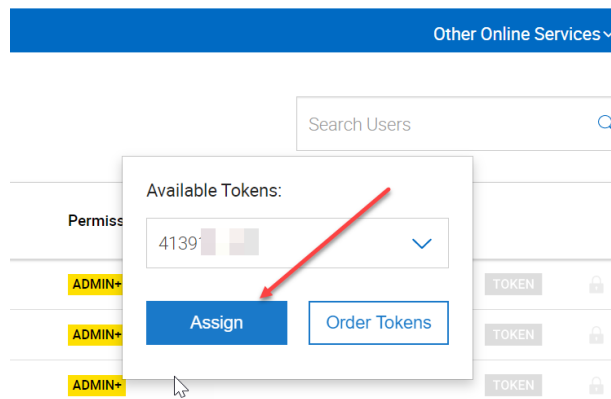 Other Online Services
Search Users
Available Tokens:
Permiss
4139
ADMIN+
Assign
Order Tokens
TOKEN
ADMIN+
TOKEN
ADMIN+
TOKEN